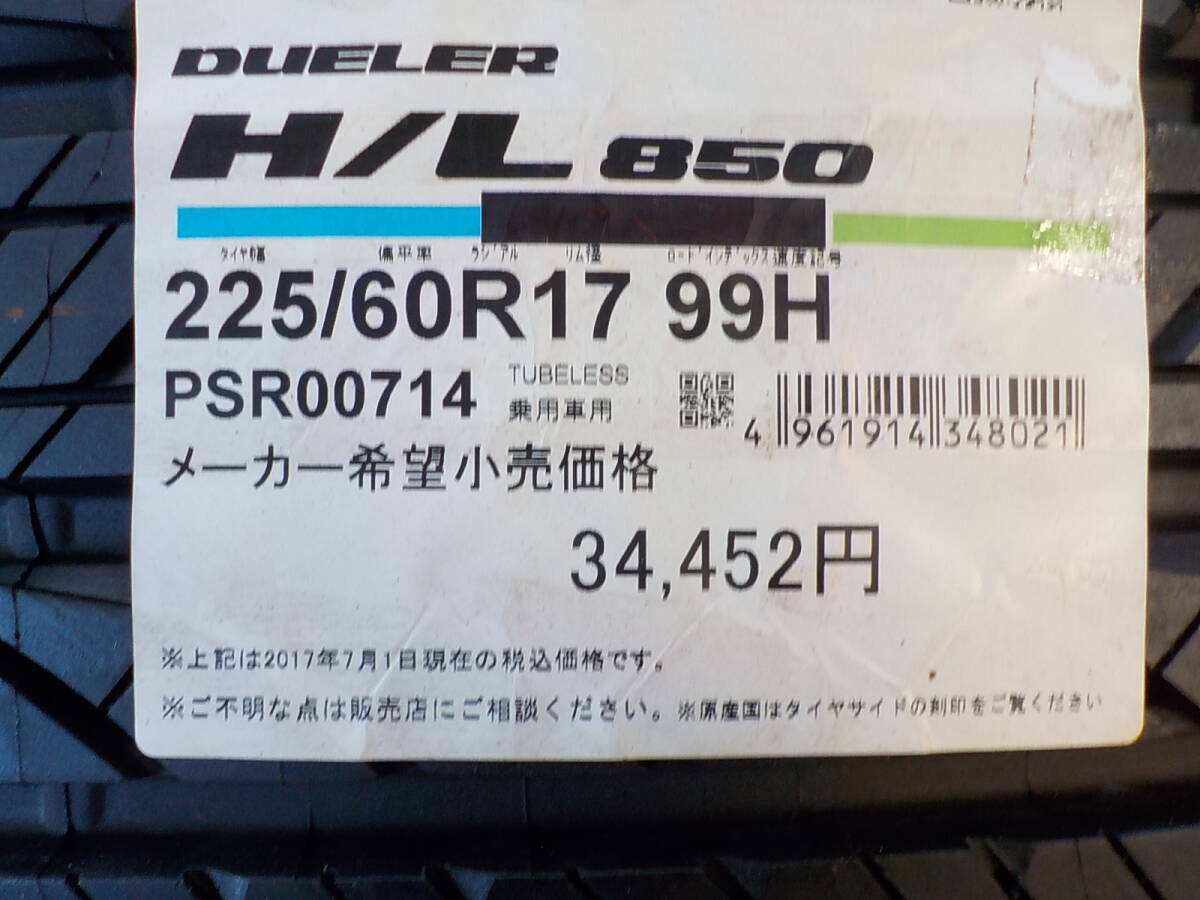 DUELER
H/L 850
タイヤ幅 偏平率 ラジアル リム径 ロードインデックス 速度記号
225/60R17 99H
PSR00714 TUBELESS
乗用車用
4 961914 348021
メーカー希望小売価格
34,452円
※上記は2017年7月1日現在の税込価格です。
※ご不明な点は販売店にご相談ください。※原産国はタイヤサイドの刻印をご覧ください